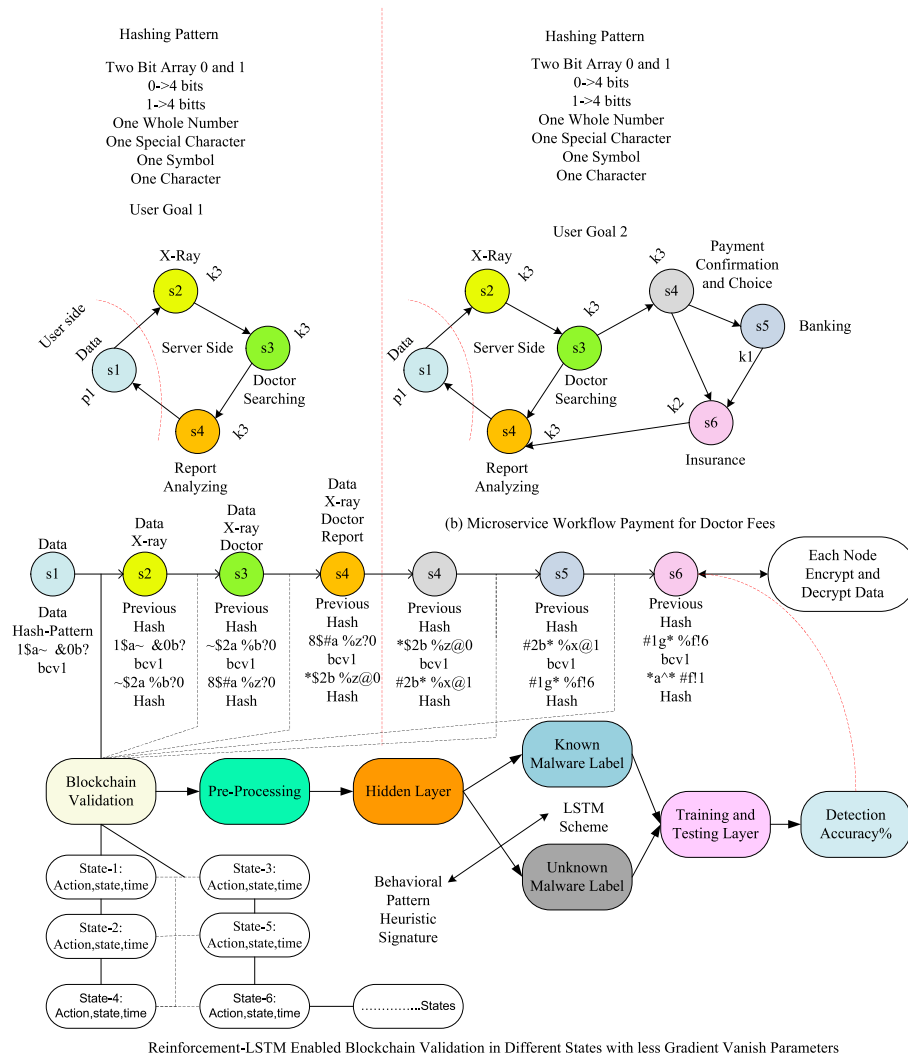 Hashing Pattern
Two Bit Array 0 and 1
0->4 bits
1->4 bitts
One Whole Number
One Special Character
One Symbol
One Character
User Goal 1
Hashing Pattern
Two Bit Array 0 and 1
0->4 bits
1->4 bitts
One Whole Number
One Special Character
One Symbol
One Character
User Goal 2
X-Ray
k3
s2
User side
Data
Server Side
k3
s3
s1
p1
Doctor
Searching
s4
k3
Report
Analyzing
X-Ray
k3
s2
Data
Server Side
k3
s3
s1
p1
Doctor
Searching
s4
k3
Report
Analyzing
k3
s4
Payment
Confirmation
and Choice
s5
Banking
k1
k2
s6
Insurance
(b) Microservice Workflow Payment for Doctor Fees
Data
s1
Data
Hash-Pattern
1$a~ &0b?
bcv1
Data
X-ray
s2
Previous
Hash
1$a~ &0b?
bcv1
~$2a %b?0
Hash
Data
X-ray
Doctor
s3
Previous
Hash
~$2a %b?0
bcv1
8$#a %z?0
Hash
Data
X-ray
Doctor
Report
s4
Previous
Hash
8$#a %z?0
bcv1
*$2b %z@0
Hash
s4
Previous
Hash
*$2b %z@0
bcv1
#2b* %x@1
Hash
s5
Previous
Hash
#2b* %x@1
bcv1
#1g* %f!6
Hash
s6
Previous
Hash
#1g* %f!6
bcv1
*a^* #f!1
Hash
Each Node
Encrypt and
Decrypt Data
Blockchain
Validation
Pre-Processing
Hidden Layer
Known
Malware Label
LSTM
Scheme
Unknown
Malware Label
Training and
Testing Layer
Detection
Accuracy%
Behavioral
Pattern
Heuristic
Signature
State-1:
Action,state,time
State-3:
Action,state,time
State-2:
Action,state,time
State-5:
Action,state,time
State-4:
Action,state,time
State-6:
Action,state,time
................States
Reinforcement-LSTM Enabled Blockchain Validation in Different States with less Gradient Vanish Parameters